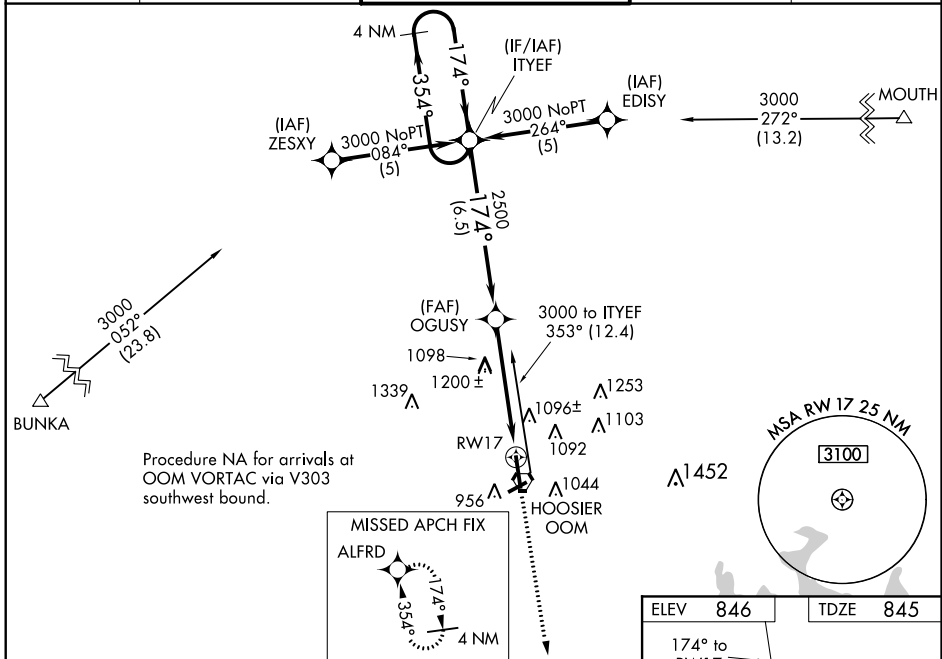 4 NM
174°
354°
(IF/IAF)
ITYEF
(IAF)
EDISY
3000 NoPT
264°
(5)
3000
272°
(13.2)
MOUTH
(IAF)
ZESXY
3000 NoPT
084°
(5)
2500
174°
(6.5)
3000
052°
(23.8)
BUNKA
(FAF)
OGUSY
3000 to ITYEF
353° (12.4)
1098
1200 ±
1339
1253
1096±
1103
1092
RW17
1452
956
1044
HOOSIER
OOM
Procedure NA for arrivals at
OOM VORTAC via V303
southwest bound.
MSA RW 17 25 NM
3100
MISSED APCH FIX
ALFRD
174°
354°
4 NM
ELEV 846
TDZE 845
174° to